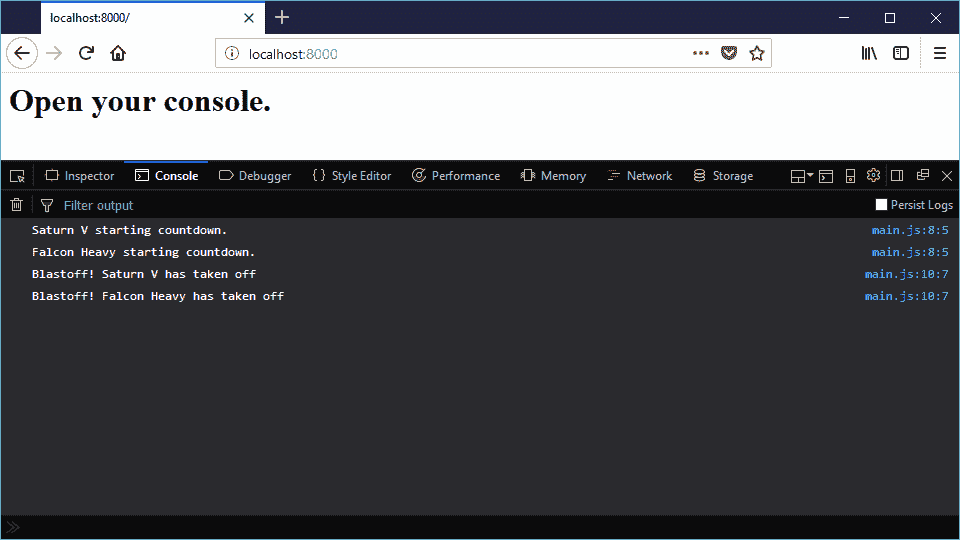 localhost:8000/
localhost:8000
Open your console.
Inspector Console Debugger Style Editor Performance Memory Network Storage
Filter output Persist Logs
Saturn V starting countdown. main.js:8:5
Falcon Heavy starting countdown. main.js:8:5
Blastoff! Saturn V has taken off main.js:10:7
Blastoff! Falcon Heavy has taken off main.js:10:7